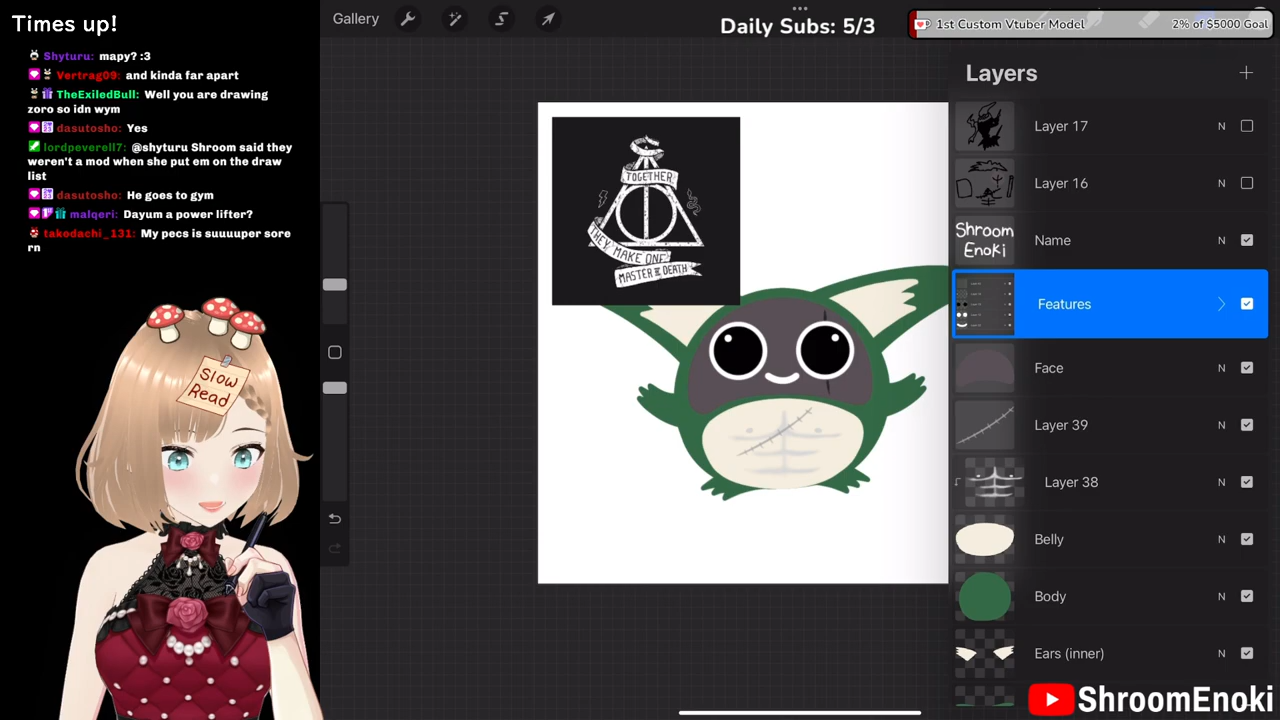 Times up!
Shyturu: mapy? :3
Vertrag09: and kinda far apart
TheExiledBull: Well you are drawing
zoro so idn wym
dasutosho: Yes
lordpeverell7: @shyturu Shroom said they
weren't a mod when she put em on the draw
list
dasutosho: He goes to gym
malqeri: Dayum a power lifter?
takodachi_131: My pecs is suuuper sore
rn
Slow
Read
Gallery
Daily Subs: 5/3
1st Custom Vtuber Model
2% of $5000 Goal
TOGETHER
THEY MAKE ONE
MASTER OF DEATH
Layers
Layer 17 N
Layer 16 N
Shroom
Enoki
Name N
Features
Face N
Layer 39 N
Layer 38 N
Belly N
Body N
Ears (inner) N
ShroomEnoki